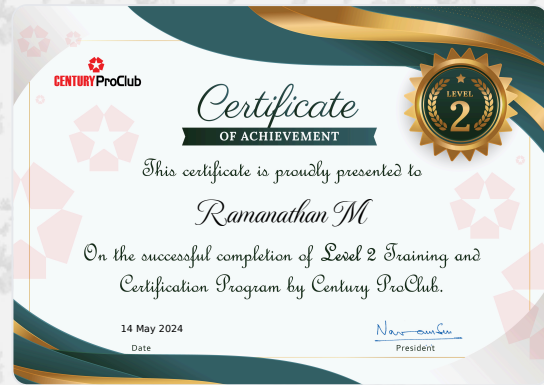 CENTURY ProClub
Certificate
OF ACHIEVEMENT
LEVEL
2
This certificate is proudly presented to
Ramanathan M
On the successful completion of Level 2 Training and
Certification Program by Century ProClub.
14 May 2024
Date
President